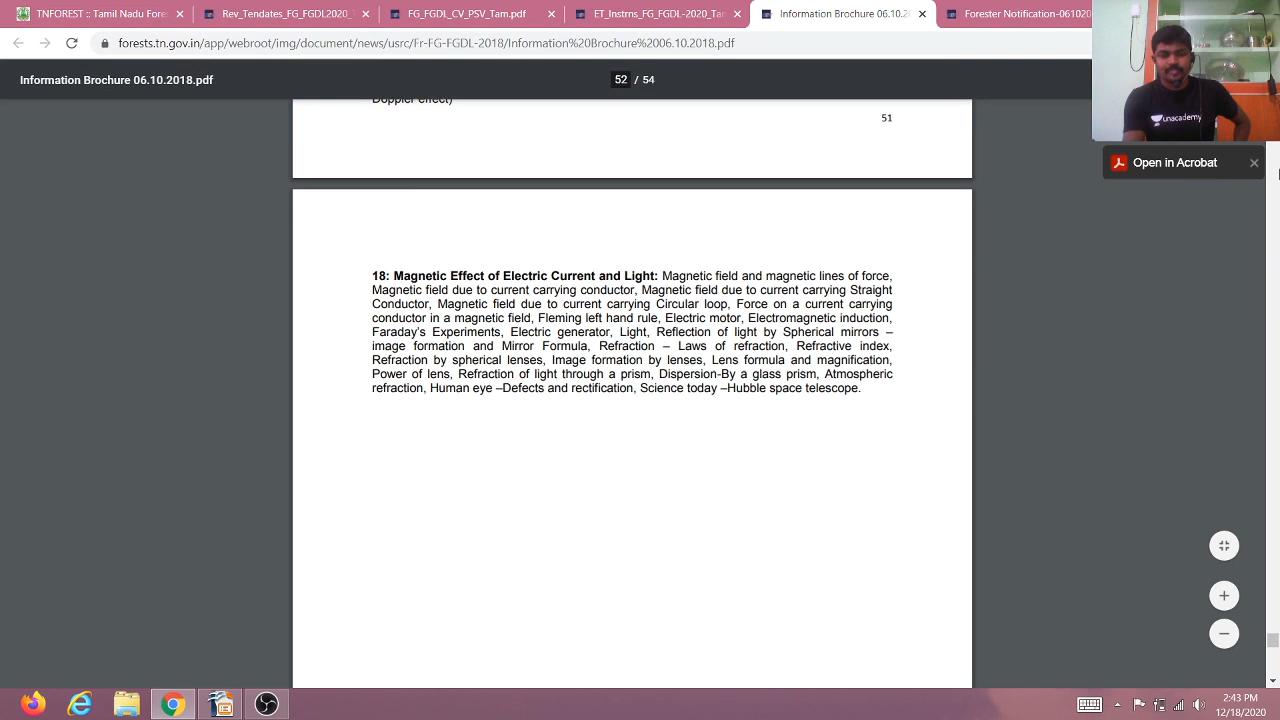 TNFOREST :: Tamil Nadu Fores
Rev_Tendates_FG_FGDL2020_T
FG_FGDL_CV_PSV_Tam.pdf
ET_Instrns_FG_FGDL-2020_Tam
Information Brochure 06.10.2
Forester Notification-0610201
forests.tn.gov.in/app/webroot/img/document/news/usrc/Fr-FG-FGDL-2018/Information%20Brochure%2006.10.2018.pdf
Information Brochure 06.10.2018.pdf
52 / 54
unacademy
Open in Acrobat
Doppler effect)
51
18: Magnetic Effect of Electric Current and Light: Magnetic field and magnetic lines of force,
Magnetic field due to current carrying conductor, Magnetic field due to current carrying Straight
Conductor, Magnetic field due to current carrying Circular loop, Force on a current carrying
conductor in a magnetic field, Fleming left hand rule, Electric motor, Electromagnetic induction,
Faraday's Experiments, Electric generator, Light, Reflection of light by Spherical mirrors –
image formation and Mirror Formula, Refraction – Laws of refraction, Refractive index,
Refraction by spherical lenses, Image formation by lenses, Lens formula and magnification,
Power of lens, Refraction of light through a prism, Dispersion-By a glass prism, Atmospheric
refraction, Human eye –Defects and rectification, Science today –Hubble space telescope.
2:43 PM
12/18/2020